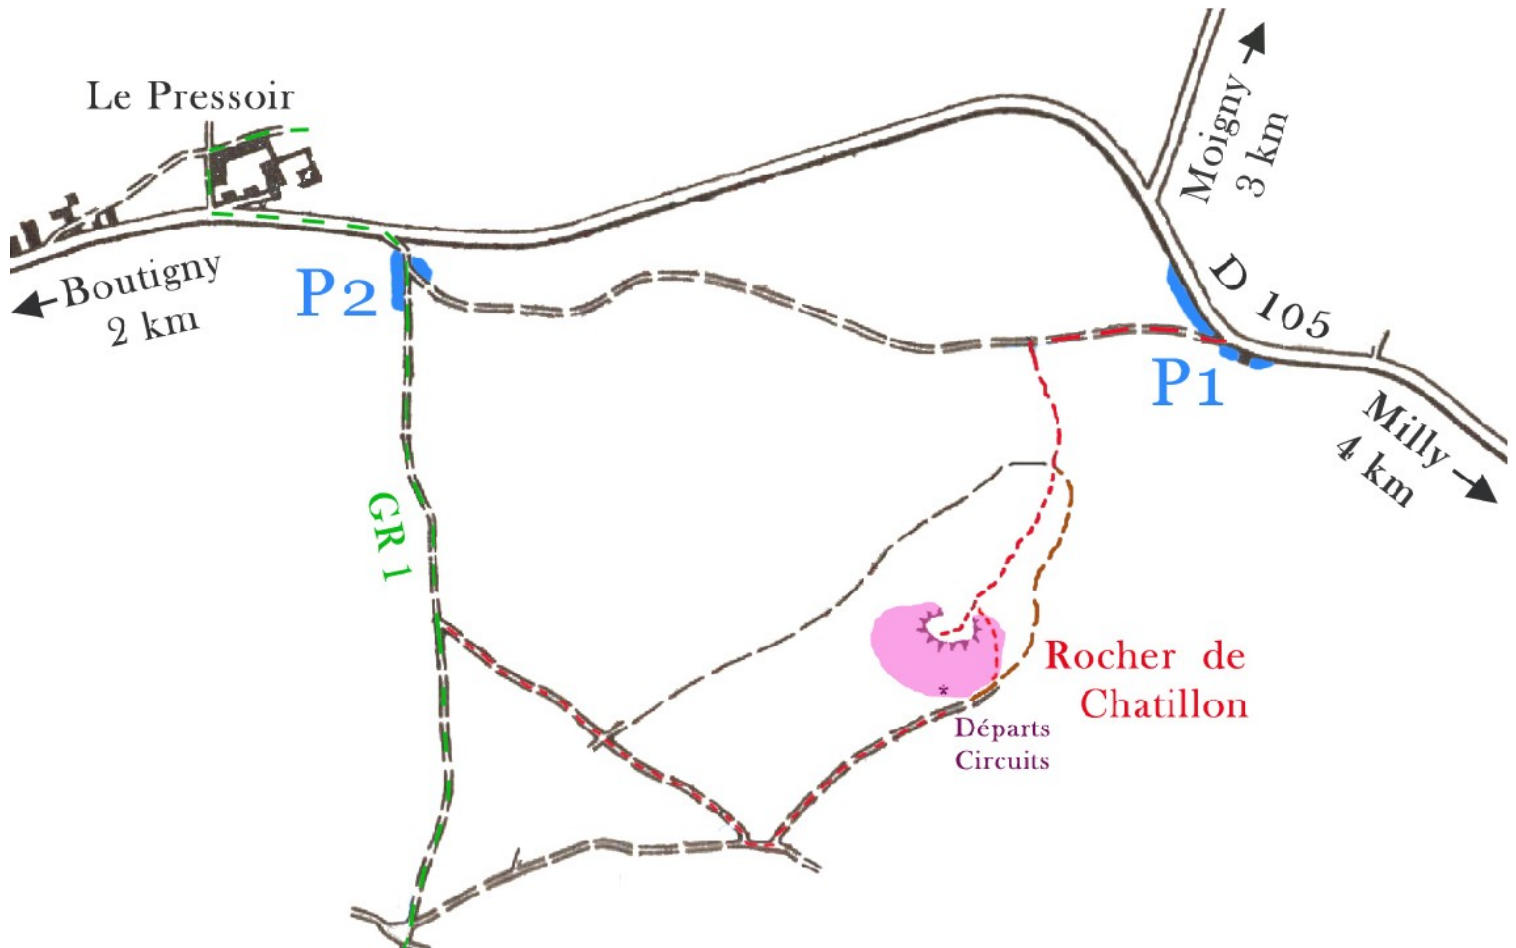 Le Pressoir
Moigny
3 km
Boutigny
2 km
P2
D 105
P1
Milly
4 km
GR 1
Rocher de
Chatillon
*
Départs
Circuits